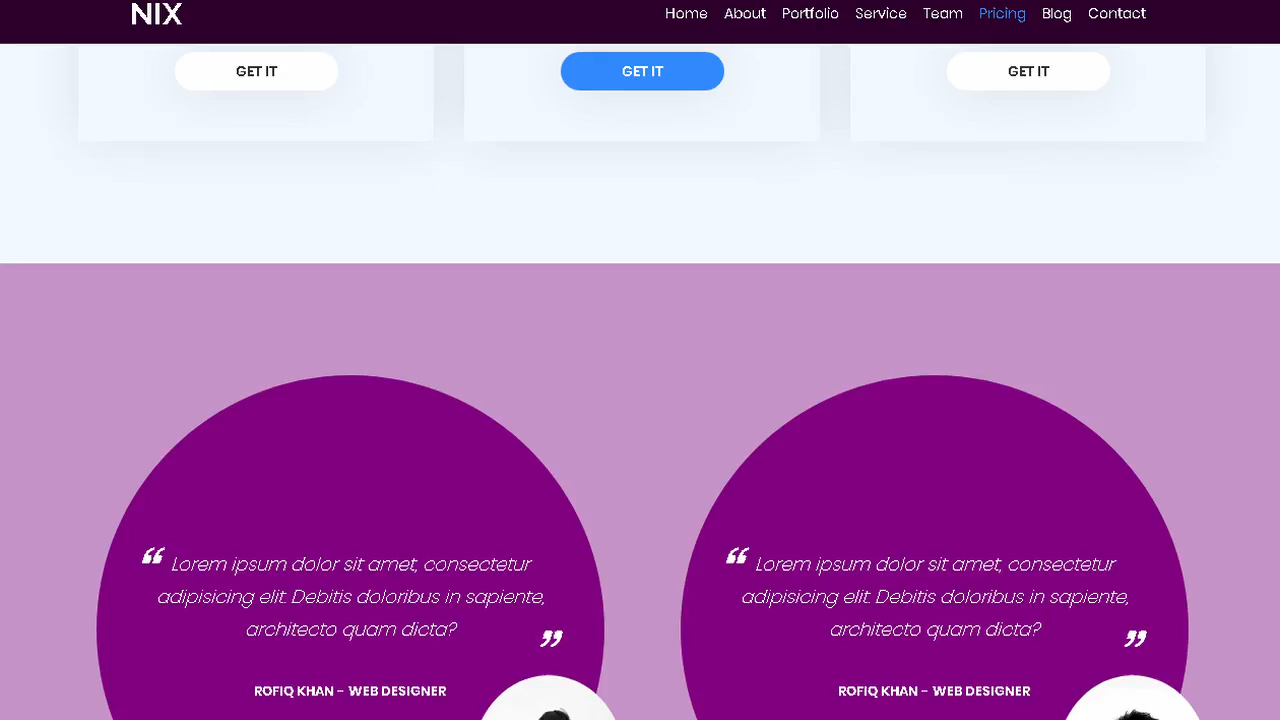 NIX
Home About Portfolio Service Team Pricing Blog Contact
GET IT GET IT GET IT
“ Lorem ipsum dolor sit amet, consectetur
adipisicing elit. Debitis doloribus in sapiente,
architecto quam dicta? ”
ROFIQ KHAN – WEB DESIGNER
“ Lorem ipsum dolor sit amet, consectetur
adipisicing elit. Debitis doloribus in sapiente,
architecto quam dicta? ”
ROFIQ KHAN – WEB DESIGNER